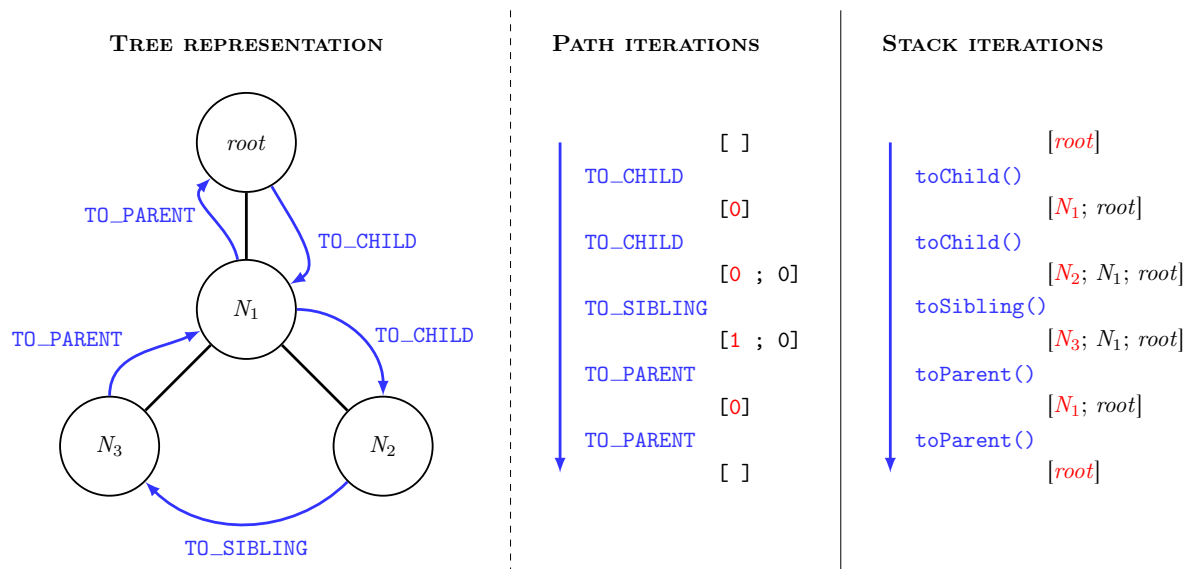 TREE REPRESENTATION
root
TO_PARENT
TO_CHILD
N1
TO_PARENT
TO_CHILD
N3
N2
TO_SIBLING
PATH ITERATIONS
[ ]
TO_CHILD
[0]
TO_CHILD
[0 ; 0]
TO_SIBLING
[1 ; 0]
TO_PARENT
[0]
TO_PARENT
[ ]
STACK ITERATIONS
[root]
toChild()
[N1; root]
toChild()
[N2; N1; root]
toSibling()
[N3; N1; root]
toParent()
[N1; root]
toParent()
[root]